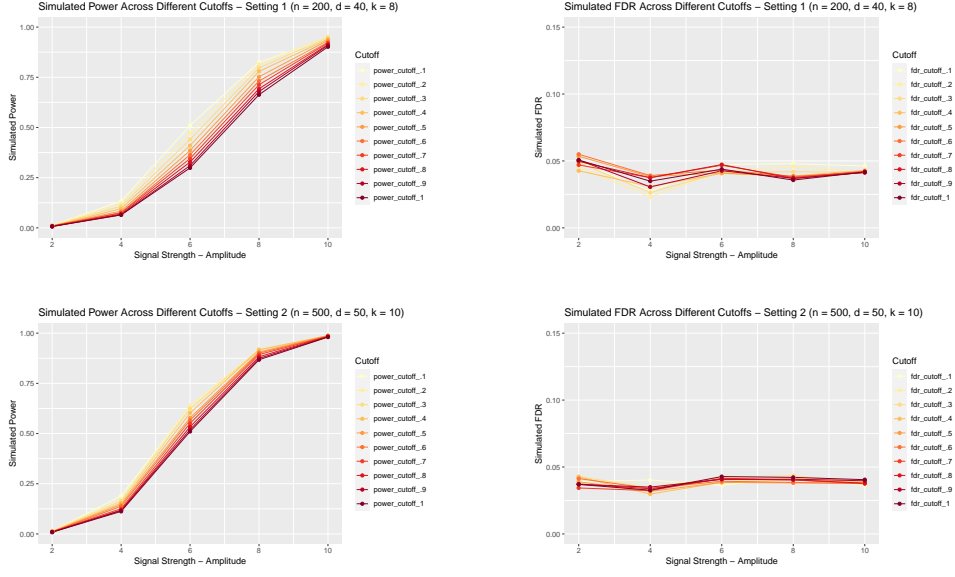 Simulated Power Across Different Cutoffs – Setting 1 (n = 200, d = 40, k = 8)
1.00
0.75
0.50
0.25
0.00
Simulated Power
2 4 6 8 10
Signal Strength – Amplitude
Cutoff
power_cutoff_.1
power_cutoff_.2
power_cutoff_.3
power_cutoff_.4
power_cutoff_.5
power_cutoff_.6
power_cutoff_.7
power_cutoff_.8
power_cutoff_.9
power_cutoff_1
Simulated FDR Across Different Cutoffs – Setting 1 (n = 200, d = 40, k = 8)
0.15
0.10
0.05
0.00
Simulated FDR
2 4 6 8 10
Signal Strength – Amplitude
Cutoff
fdr_cutoff_.1
fdr_cutoff_.2
fdr_cutoff_.3
fdr_cutoff_.4
fdr_cutoff_.5
fdr_cutoff_.6
fdr_cutoff_.7
fdr_cutoff_.8
fdr_cutoff_.9
fdr_cutoff_1
Simulated Power Across Different Cutoffs – Setting 2 (n = 500, d = 50, k = 10)
1.00
0.75
0.50
0.25
0.00
Simulated Power
2 4 6 8 10
Signal Strength – Amplitude
Cutoff
power_cutoff_.1
power_cutoff_.2
power_cutoff_.3
power_cutoff_.4
power_cutoff_.5
power_cutoff_.6
power_cutoff_.7
power_cutoff_.8
power_cutoff_.9
power_cutoff_1
Simulated FDR Across Different Cutoffs – Setting 2 (n = 500, d = 50, k = 10)
0.15
0.10
0.05
0.00
Simulated FDR
2 4 6 8 10
Signal Strength – Amplitude
Cutoff
fdr_cutoff_.1
fdr_cutoff_.2
fdr_cutoff_.3
fdr_cutoff_.4
fdr_cutoff_.5
fdr_cutoff_.6
fdr_cutoff_.7
fdr_cutoff_.8
fdr_cutoff_.9
fdr_cutoff_1